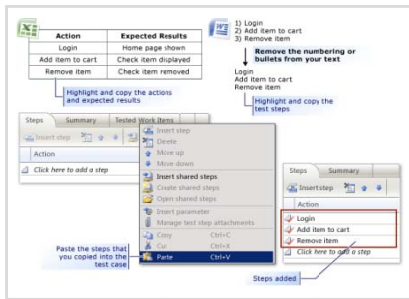 Action Expected Results
Login Home page shown
Add item to cart Check item displayed
Remove item Check item removed
Highlight and copy the actions
and expected results
1) Login
2) Add item to cart
3) Remove item
Remove the numbering or
bullets from your text
Login
Add item to cart
Remove item
Highlight and copy the
test steps
Steps Summary Tested Work Items
Insert step
Action
Click here to add a step
Insert step
Delete
Move up
Move down
Insert shared steps
Create shared steps
Open shared steps
Insert parameter
Manage test step attachments
Copy Ctrl+C
Cut Ctrl+X
Paste Ctrl+V
Paste the steps that
you copied into the
test case
Steps Summary
Insertstep
Action
Login
Add item to cart
Remove item
Click here to add a step
Steps added